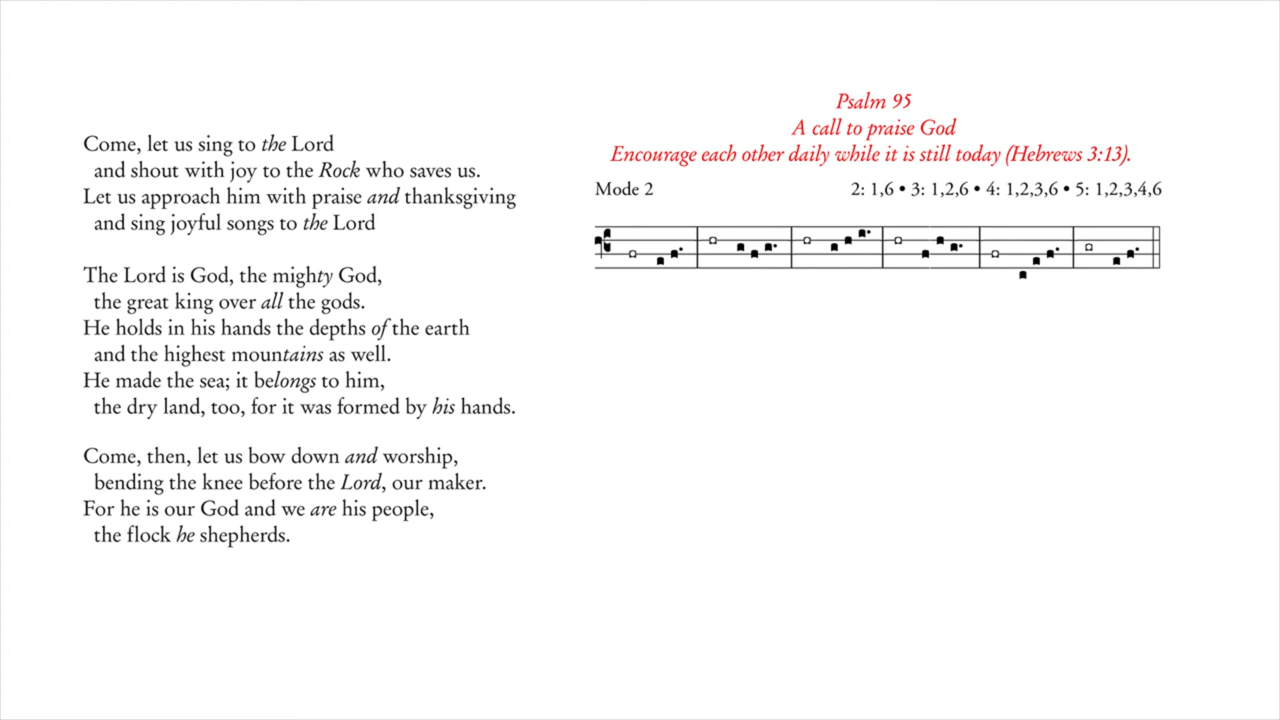 Come, let us sing to the Lord
and shout with joy to the Rock who saves us.
Let us approach him with praise and thanksgiving
and sing joyful songs to the Lord
The Lord is God, the mighty God,
the great king over all the gods.
He holds in his hands the depths of the earth
and the highest mountains as well.
He made the sea; it belongs to him,
the dry land, too, for it was formed by his hands.
Come, then, let us bow down and worship,
bending the knee before the Lord, our maker.
For he is our God and we are his people,
the flock he shepherds.
Psalm 95
A call to praise God
Encourage each other daily while it is still today (Hebrews 3:13).
Mode 2
2: 1,6 • 3: 1,2,6 • 4: 1,2,3,6 • 5: 1,2,3,4,6